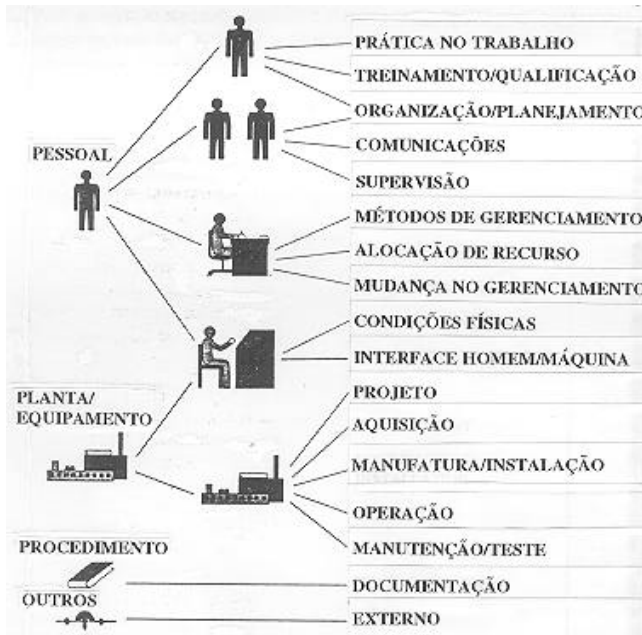 PRÁTICA NO TRABALHO
TREINAMENTO/QUALIFICAÇÃO
ORGANIZAÇÃO/PLANEJAMENTO
COMUNICAÇÕES
SUPERVISÃO
PESSOAL
MÉTODOS DE GERENCIAMENTO
ALOCAÇÃO DE RECURSO
MUDANÇA NO GERENCIAMENTO
CONDIÇÕES FÍSICAS
INTERFACE HOMEM/MÁQUINA
PLANTA/
EQUIPAMENTO
PROJETO
AQUISIÇÃO
MANUFATURA/INSTALAÇÃO
OPERAÇÃO
MANUTENÇÃO/TESTE
PROCEDIMENTO
DOCUMENTAÇÃO
OUTROS
EXTERNO